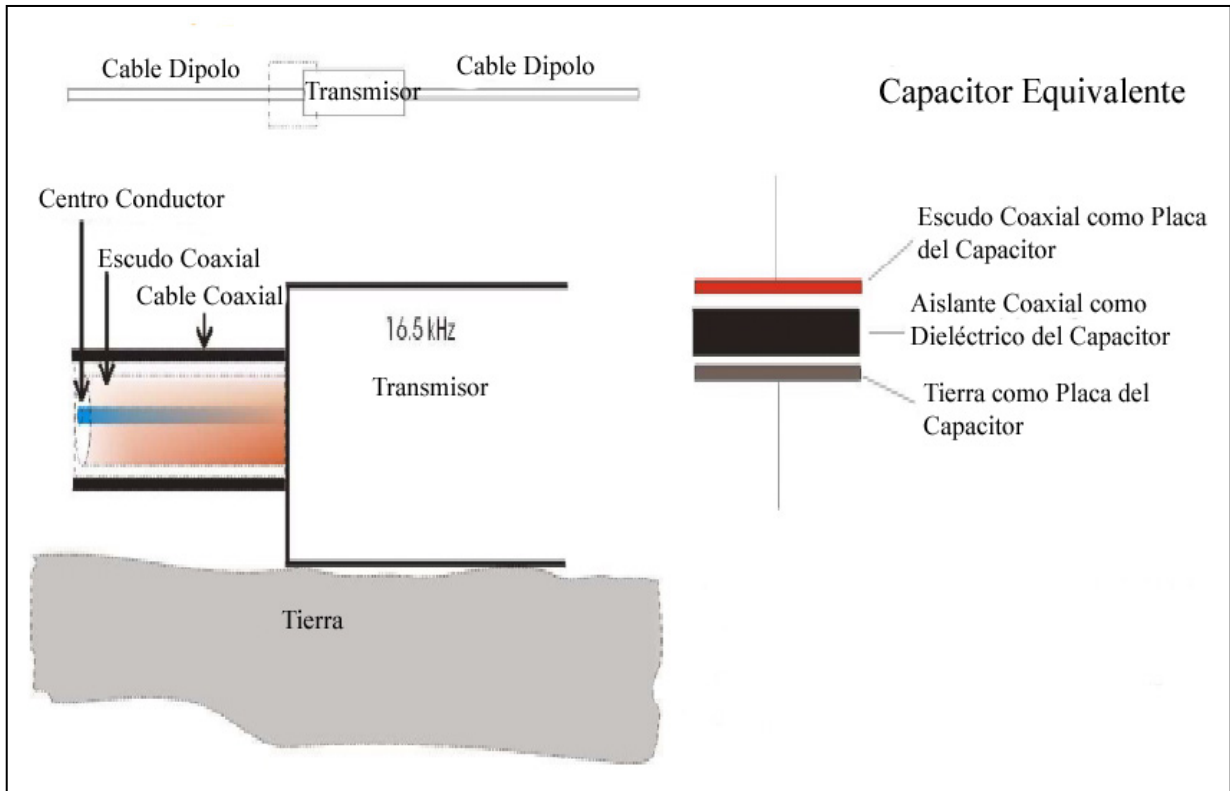 Cable Dipolo
Transmisor
Cable Dipolo
Capacitor Equivalente
Centro Conductor
Escudo Coaxial
Cable Coaxial
16.5 kHz
Transmisor
Tierra
Escudo Coaxial como Placa
del Capacitor
Aislante Coaxial como
Dieléctrico del Capacitor
Tierra como Placa del
Capacitor